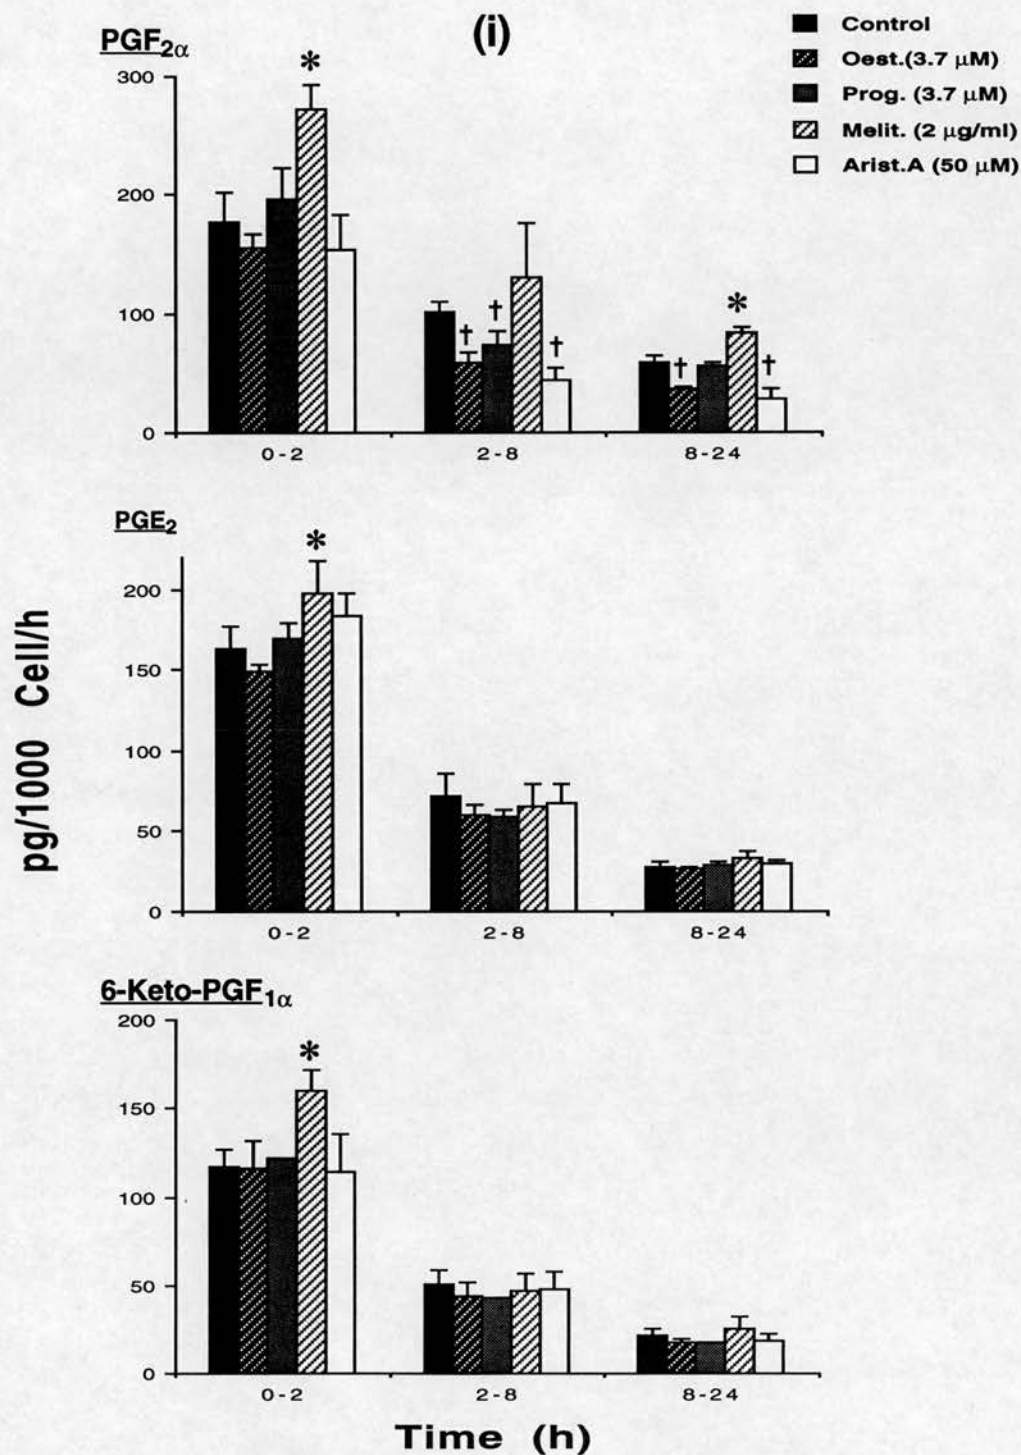 (i)
Control
Oest.(3.7 µM)
Prog. (3.7 µM)
Melit. (2 µg/ml)
Arist.A (50 µM)
PGF2α
300
200
100
0
*
†
†
†
†
*
†
0-2
2-8
8-24
PGE2
200
150
100
50
0
*
0-2
2-8
8-24
pg/1000 Cell/h
6-Keto-PGF1α
200
150
100
50
0
*
0-2
2-8
8-24
Time (h)